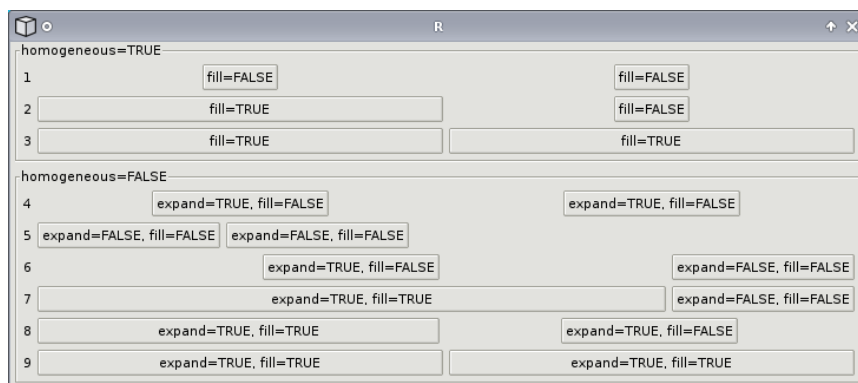 R
homogeneous=TRUE
1 fill=FALSE fill=FALSE
2 fill=TRUE fill=FALSE
3 fill=TRUE fill=TRUE
homogeneous=FALSE
4 expand=TRUE, fill=FALSE expand=TRUE, fill=FALSE
5 expand=FALSE, fill=FALSE expand=FALSE, fill=FALSE
6 expand=TRUE, fill=FALSE expand=FALSE, fill=FALSE
7 expand=TRUE, fill=TRUE expand=FALSE, fill=FALSE
8 expand=TRUE, fill=TRUE expand=TRUE, fill=FALSE
9 expand=TRUE, fill=TRUE expand=TRUE, fill=TRUE